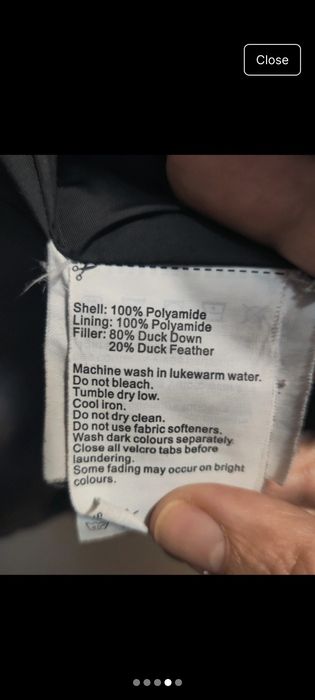 Close
Shell: 100% Polyamide
Lining: 100% Polyamide
Filler: 80% Duck Down
20% Duck Feather
Machine wash in lukewarm water.
Do not bleach.
Tumble dry low.
Cool iron.
Do not dry clean.
Do not use fabric softeners.
Wash dark colours separately.
Close all velcro tabs before
laundering.
Some fading may occur on bright
colours.